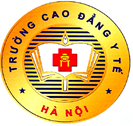 TRƯỜNG CAO ĐẲNG Y TẾ
HÀ NỘI